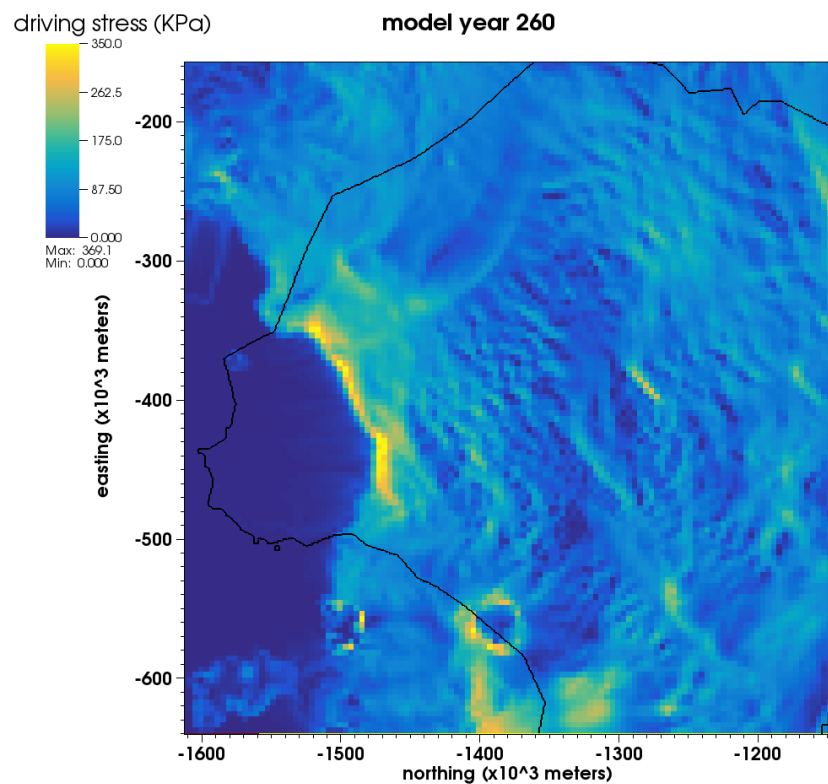 driving stress (KPa)
model year 260
350.0
262.5
175.0
87.50
0.000
Max: 369.1
Min: 0.000
easting (x10^3 meters)
-200
-300
-400
-500
-600
-1600
-1500
-1400
-1300
-1200
northing (x10^3 meters)